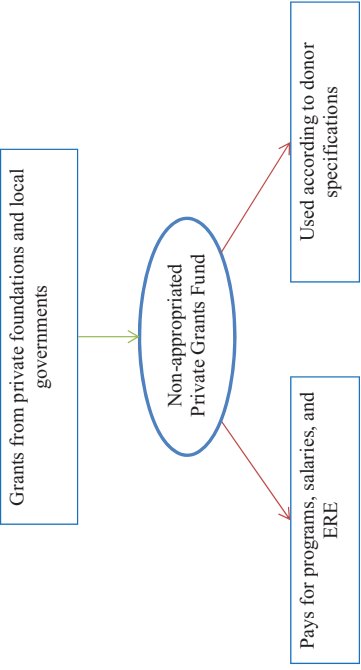 Grants from private foundations and local
governments
Non-appropriated
Private Grants Fund
Pays for programs, salaries, and
ERE
Used according to donor
specifications